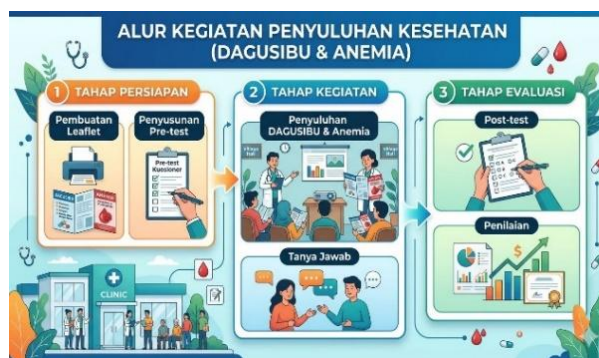 ALUR KEGIATAN PENYULUHAN KESEHATAN
(DAGUSIBU & ANEMIA)
1 TAHAP PERSIAPAN
Pembuatan
Leaflet
Penyusunan
Pre-test
Pre-test
Kuesioner
2 TAHAP KEGIATAN
Penyuluhan
DAGUSIBU & Anemia
Tanya Jawab
3 TAHAP EVALUASI
Post-test
Penilaian
CLINIC